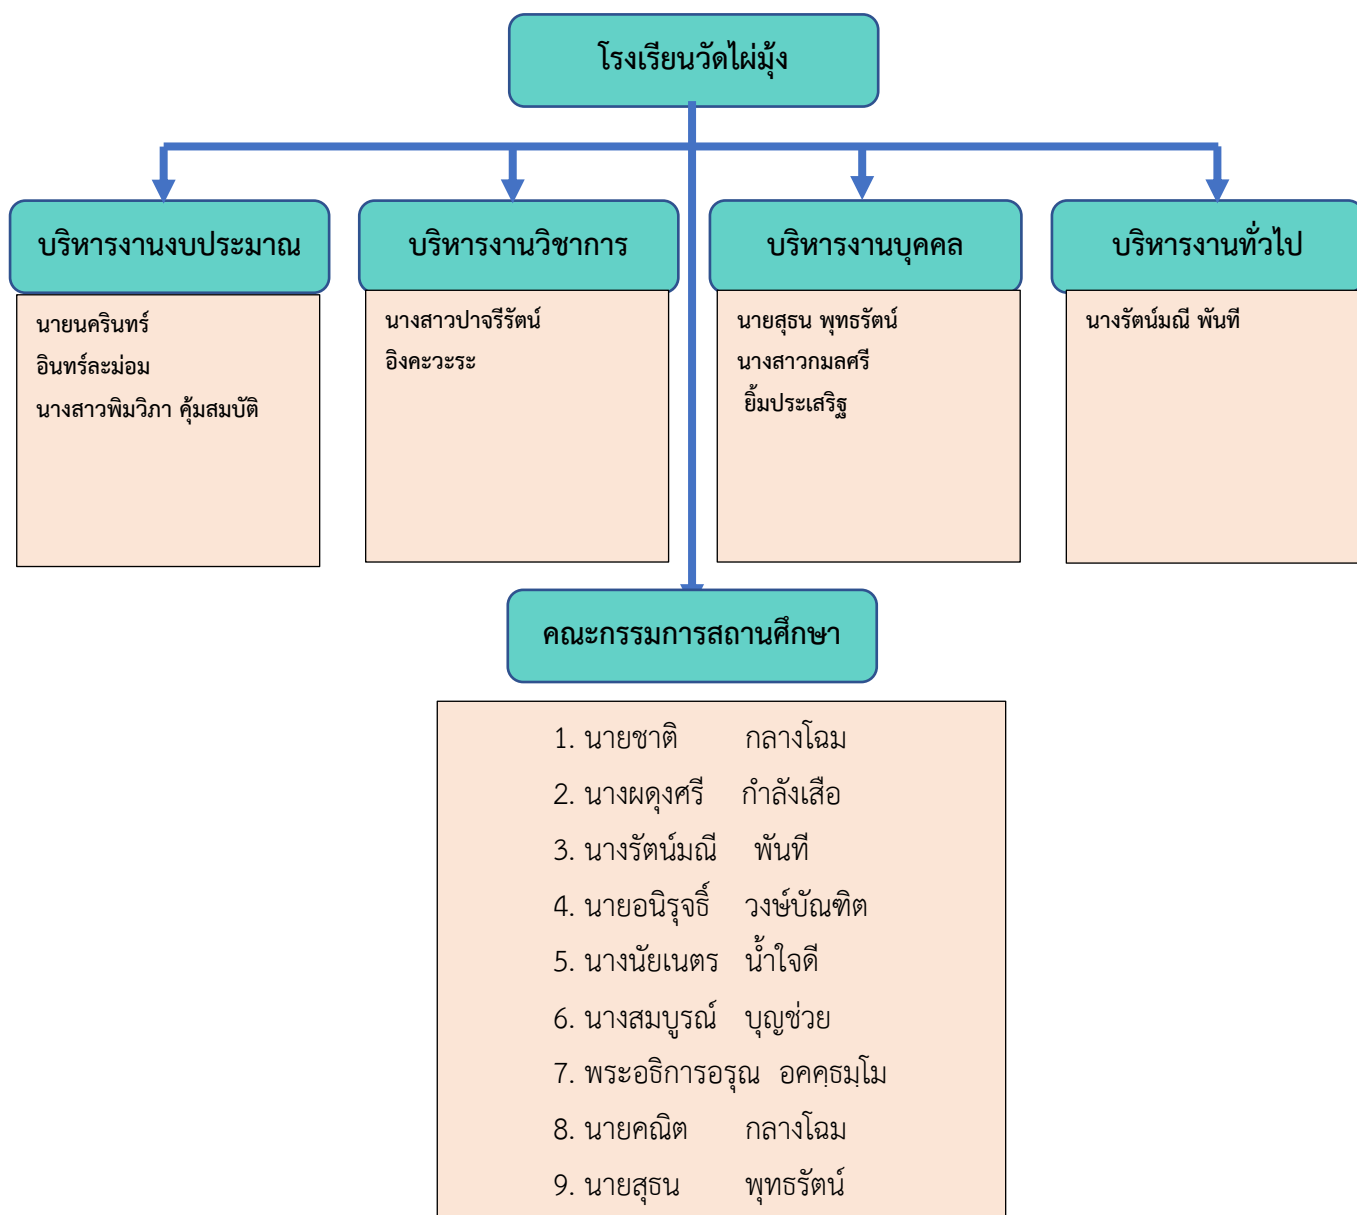 โรงเรียนวัดไผ่มุ้ง
บริหารงานงบประมาณ
นายนครินทร์
อินทร์ละม่อม
นางสาวพิมวิภา คุ้มสมบัติ
บริหารงานวิชาการ
นางสาวปาจรีรัตน์
อิงคะวะระ
บริหารงานบุคคล
นายสุธน พุทธรัตน์
นางสาวกมลศรี
ยิ้มประเสริฐ
บริหารงานทั่วไป
นางรัตน์มณี พันที
คณะกรรมการสถานศึกษา
1. นายชาติ กลางโฉม
2. นางผดุงศรี กำลังเสือ
3. นางรัตน์มณี พันที
4. นายอนิรุจธิ์ วงษ์บัณฑิต
5. นางนัยเนตร น้ำใจดี
6. นางสมบูรณ์ บุญช่วย
7. พระอธิการอรุณ อคคฺธมฺโม
8. นายคณิต กลางโฉม
9. นายสุธน พุทธรัตน์